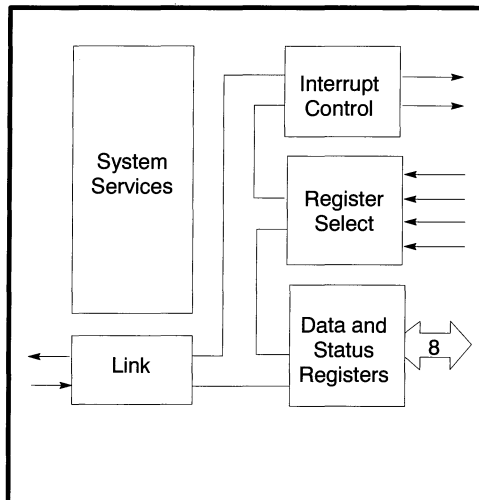 System
Services
Interrupt
Control
Register
Select
Data and
Status
Registers
8
Link